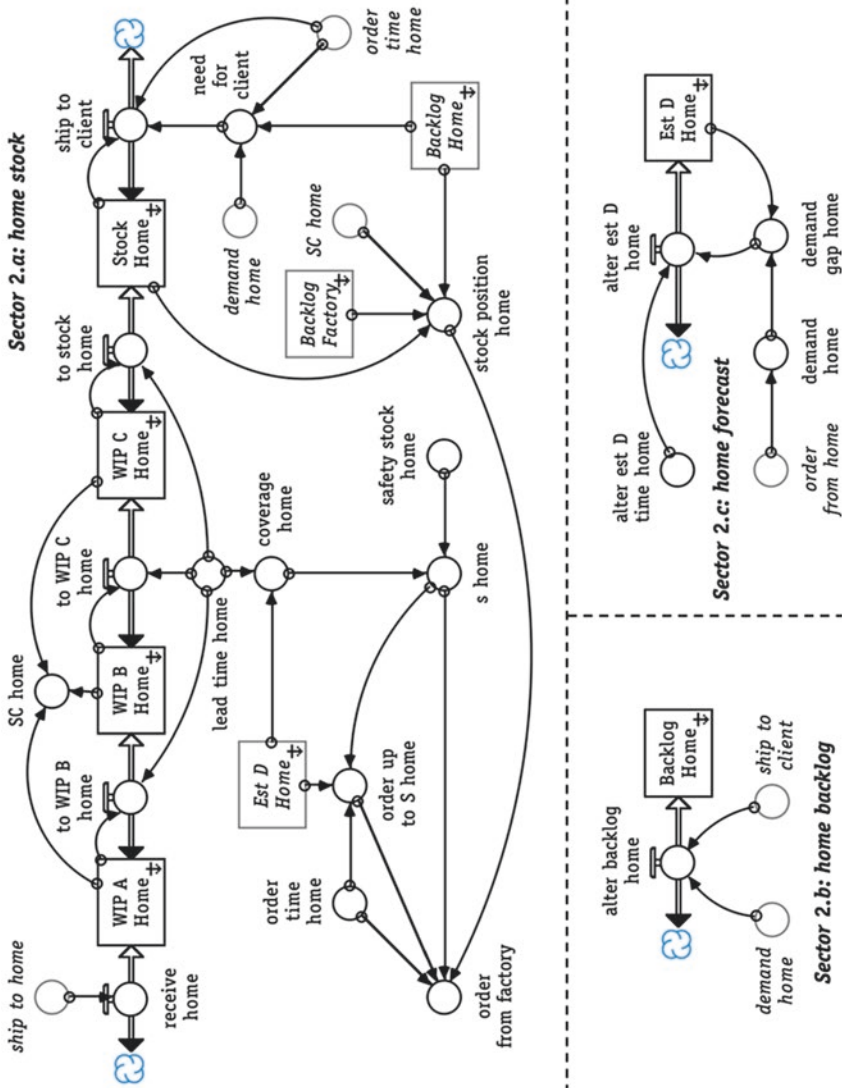 Sector 2.a: home stock
ship to home
receive
home
WIP A
Home
to WIP B
home
SC home
WIP B
Home
to WIP C
home
WIP C
Home
to stock
home
Stock
Home
ship to
client
need
for
client
order
time
home
demand
home
Backlog
Home
SC home
Backlog
Factory
stock position
home
lead time home
coverage
home
safety stock
home
s home
Est D
Home
order up
to S home
order
time
home
order
from factory
Sector 2.b: home backlog
alter backlog
home
Backlog
Home
demand
home
ship to
client
Sector 2.c: home forecast
alter est D
time home
alter est D
home
Est D
Home
order
from home
demand
home
demand
gap home